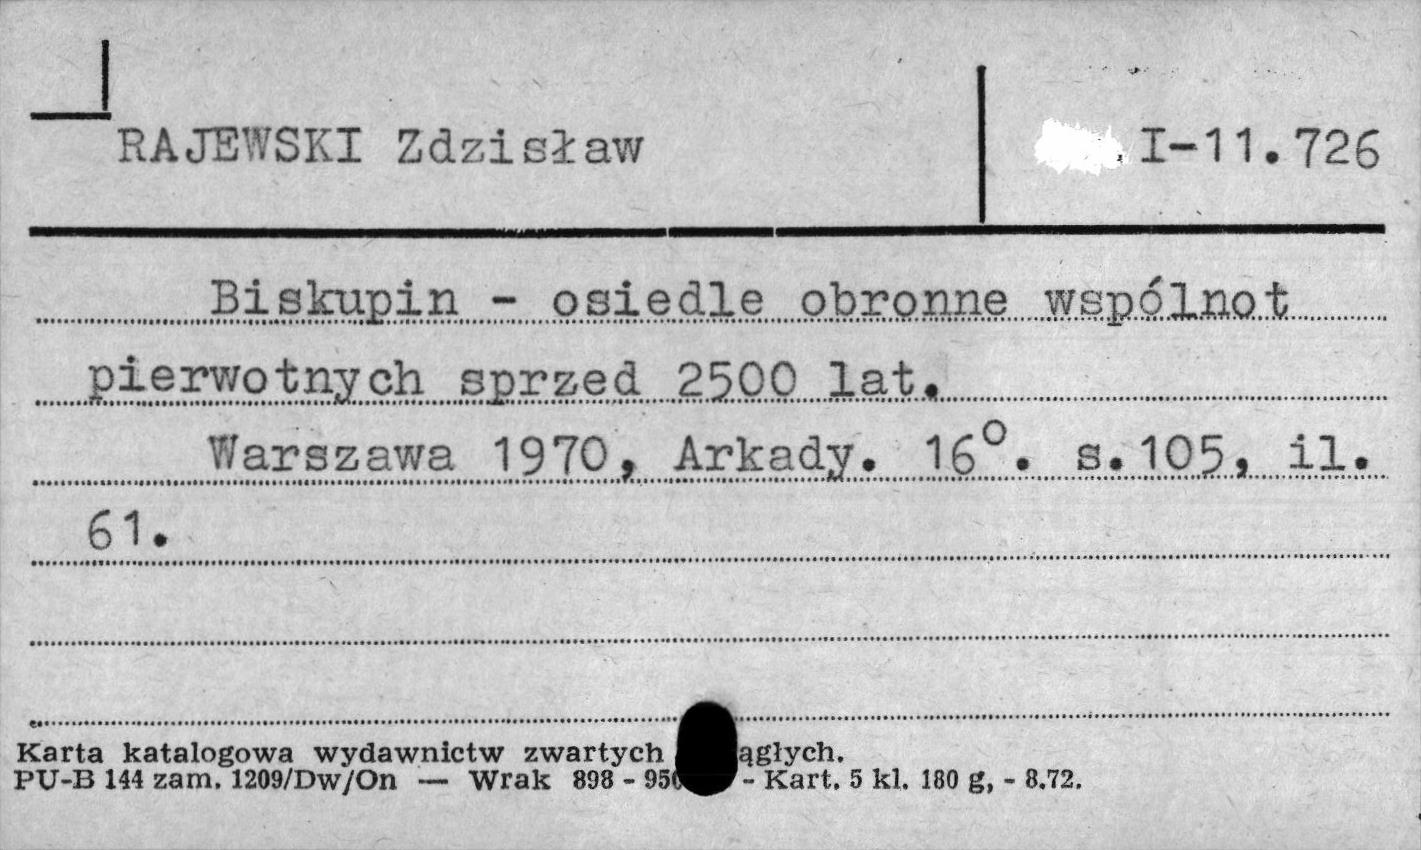 RAJEWSKI Zdzisław
I-11.726
Biskupin - osiedle obronne wspólnot
pierwotnych sprzed 2500 lat.
Warszawa 1970, Arkady. 16°. s.105, il.
61.
Karta katalogowa wydawnictw zwartych
PU-B 144 zam. 1209/Dw/On — Wrak 898 - - Kart. 5 kl. 180 g, - 8.72.